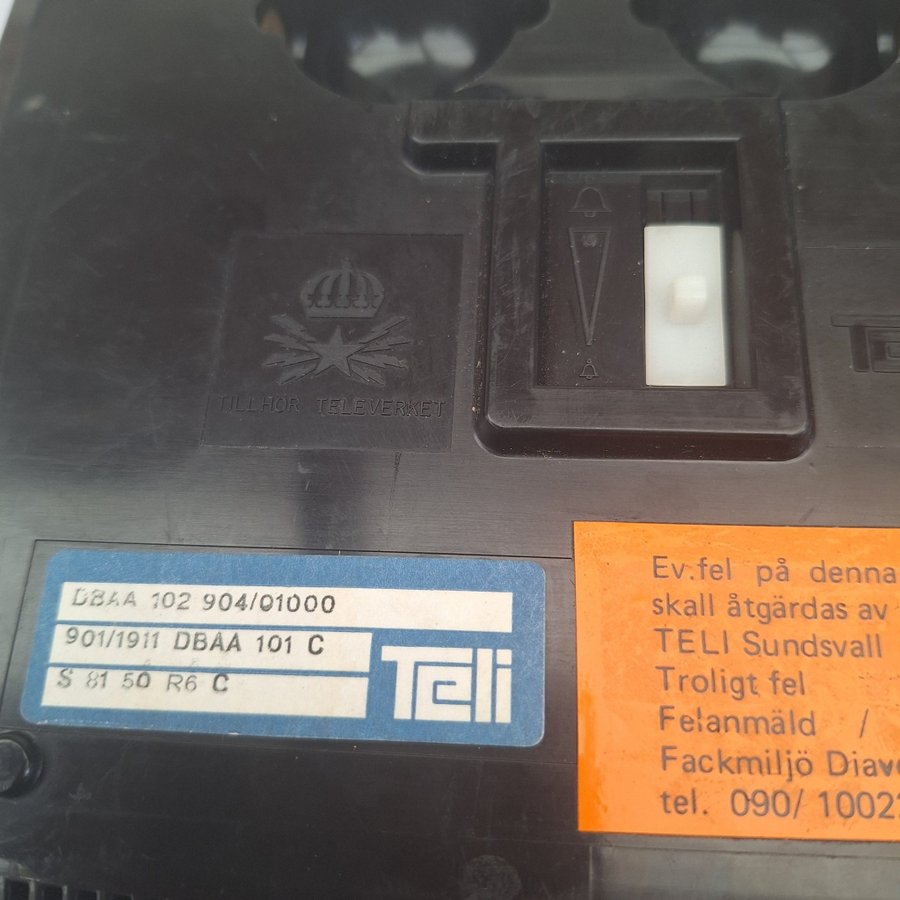 TILLHÖR TELEVERKET
DBAA 102 904/01000
901/1911 DBAA 101 C
S 81 50 R6 C
Teli
Ev.fel på denna
skall åtgärdas av
TELI Sundsvall
Troligt fel
Felanmäld /
Fackmiljö
tel. 090/